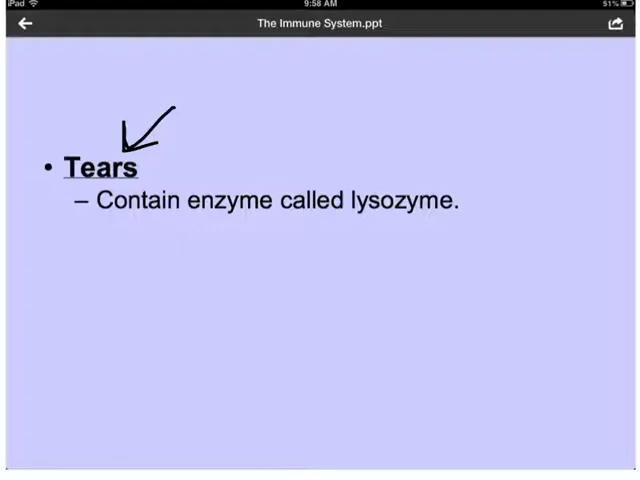 iPad 9:58 AM 51%
The Immune System.ppt
• Tears
– Contain enzyme called lysozyme.